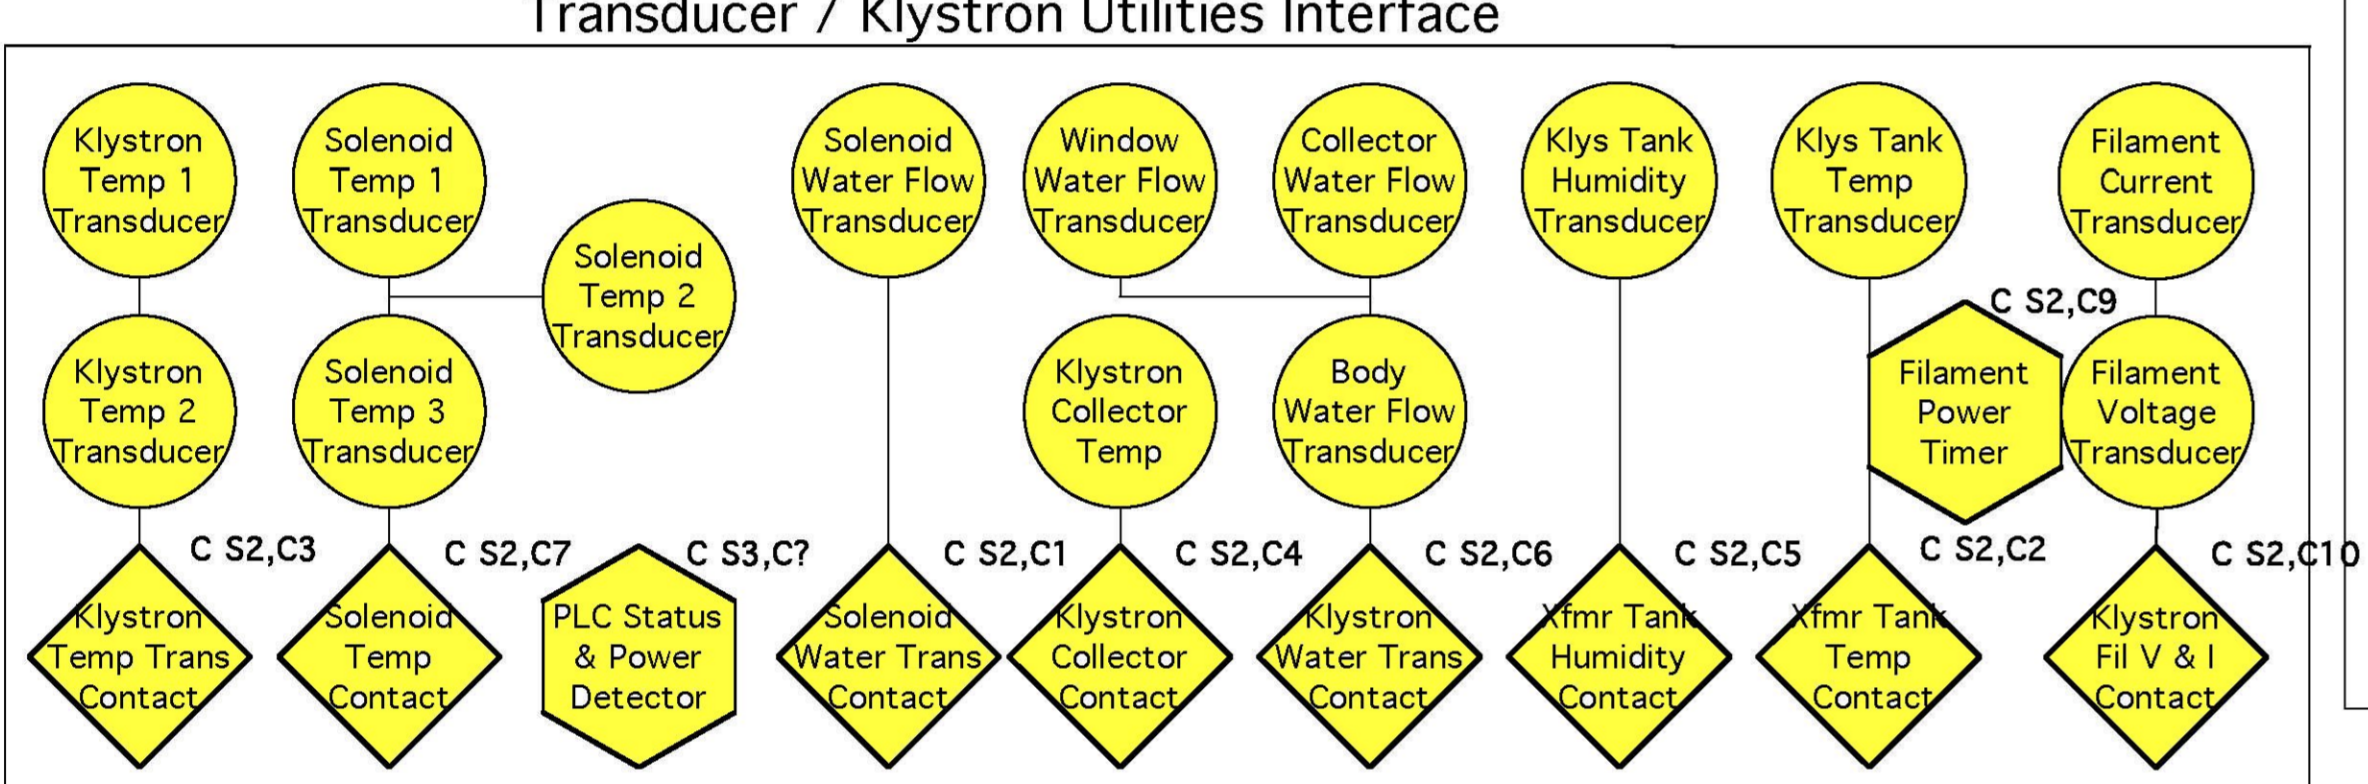 Transducer / Klystron Utilities Interface
Klystron
Temp 1
Transducer
Solenoid
Temp 1
Transducer
Solenoid
Temp 2
Transducer
Solenoid
Water Flow
Transducer
Window
Water Flow
Transducer
Collector
Water Flow
Transducer
Klys Tank
Humidity
Transducer
Klys Tank
Temp
Transducer
Filament
Current
Transducer
Klystron
Temp 2
Transducer
Solenoid
Temp 3
Transducer
Klystron
Collector
Temp
Body
Water Flow
Transducer
C S2,C9
Filament
Power
Timer
Filament
Voltage
Transducer
C S2,C3
C S2,C7
C S3,C?
C S2,C1
C S2,C4
C S2,C6
C S2,C5
C S2,C2
C S2,C10
Klystron
Temp Trans
Contact
Solenoid
Temp
Contact
PLC Status
& Power
Detector
Solenoid
Water Trans
Contact
Klystron
Collector
Contact
Klystron
Water Trans
Contact
Xfmr Tank
Humidity
Contact
Xfmr Tank
Temp
Contact
Klystron
Fil V & I
Contact